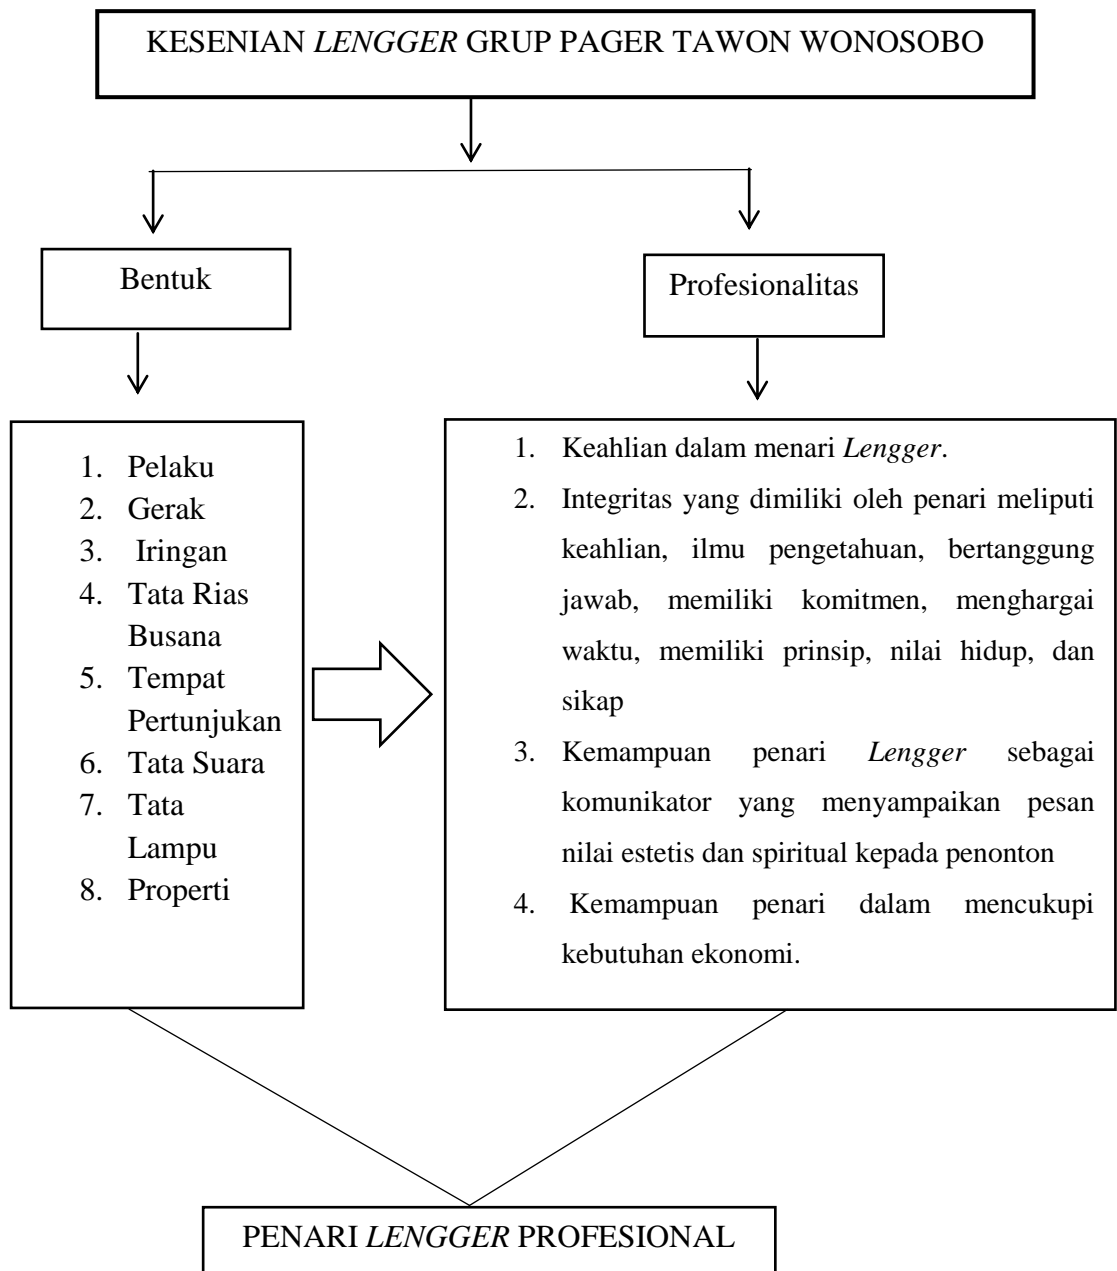 KESENIAN LENGGER GRUP PAGER TAWON WONOSOBO
Bentuk
Profesionalitas
1. Pelaku
2. Gerak
3. Iringan
4. Tata Rias
Busana
5. Tempat
Pertunjukan
6. Tata Suara
7. Tata
Lampu
8. Properti
1. Keahlian dalam menari Lengger.
2. Integritas yang dimiliki oleh penari meliputi
keahlian, ilmu pengetahuan, bertanggung
jawab, memiliki komitmen, menghargai
waktu, memiliki prinsip, nilai hidup, dan
sikap
3. Kemampuan penari Lengger sebagai
komunikator yang menyampaikan pesan
nilai estetis dan spiritual kepada penonton
4. Kemampuan penari dalam mencukupi
kebutuhan ekonomi.
PENARI LENGGER PROFESIONAL